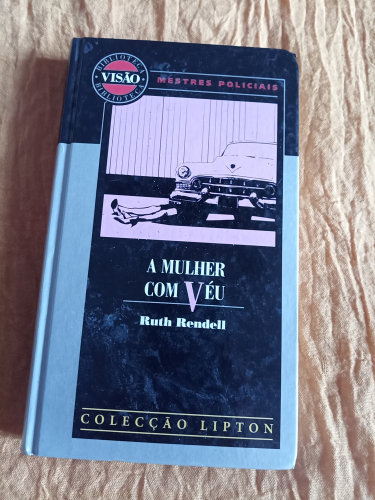 BIBLIOTECA
VISÃO
BIBLIOTECA
MESTRES POLICIAIS
A MULHER
COM VÉU
Ruth Rendell
COLECÇÃO LIPTON